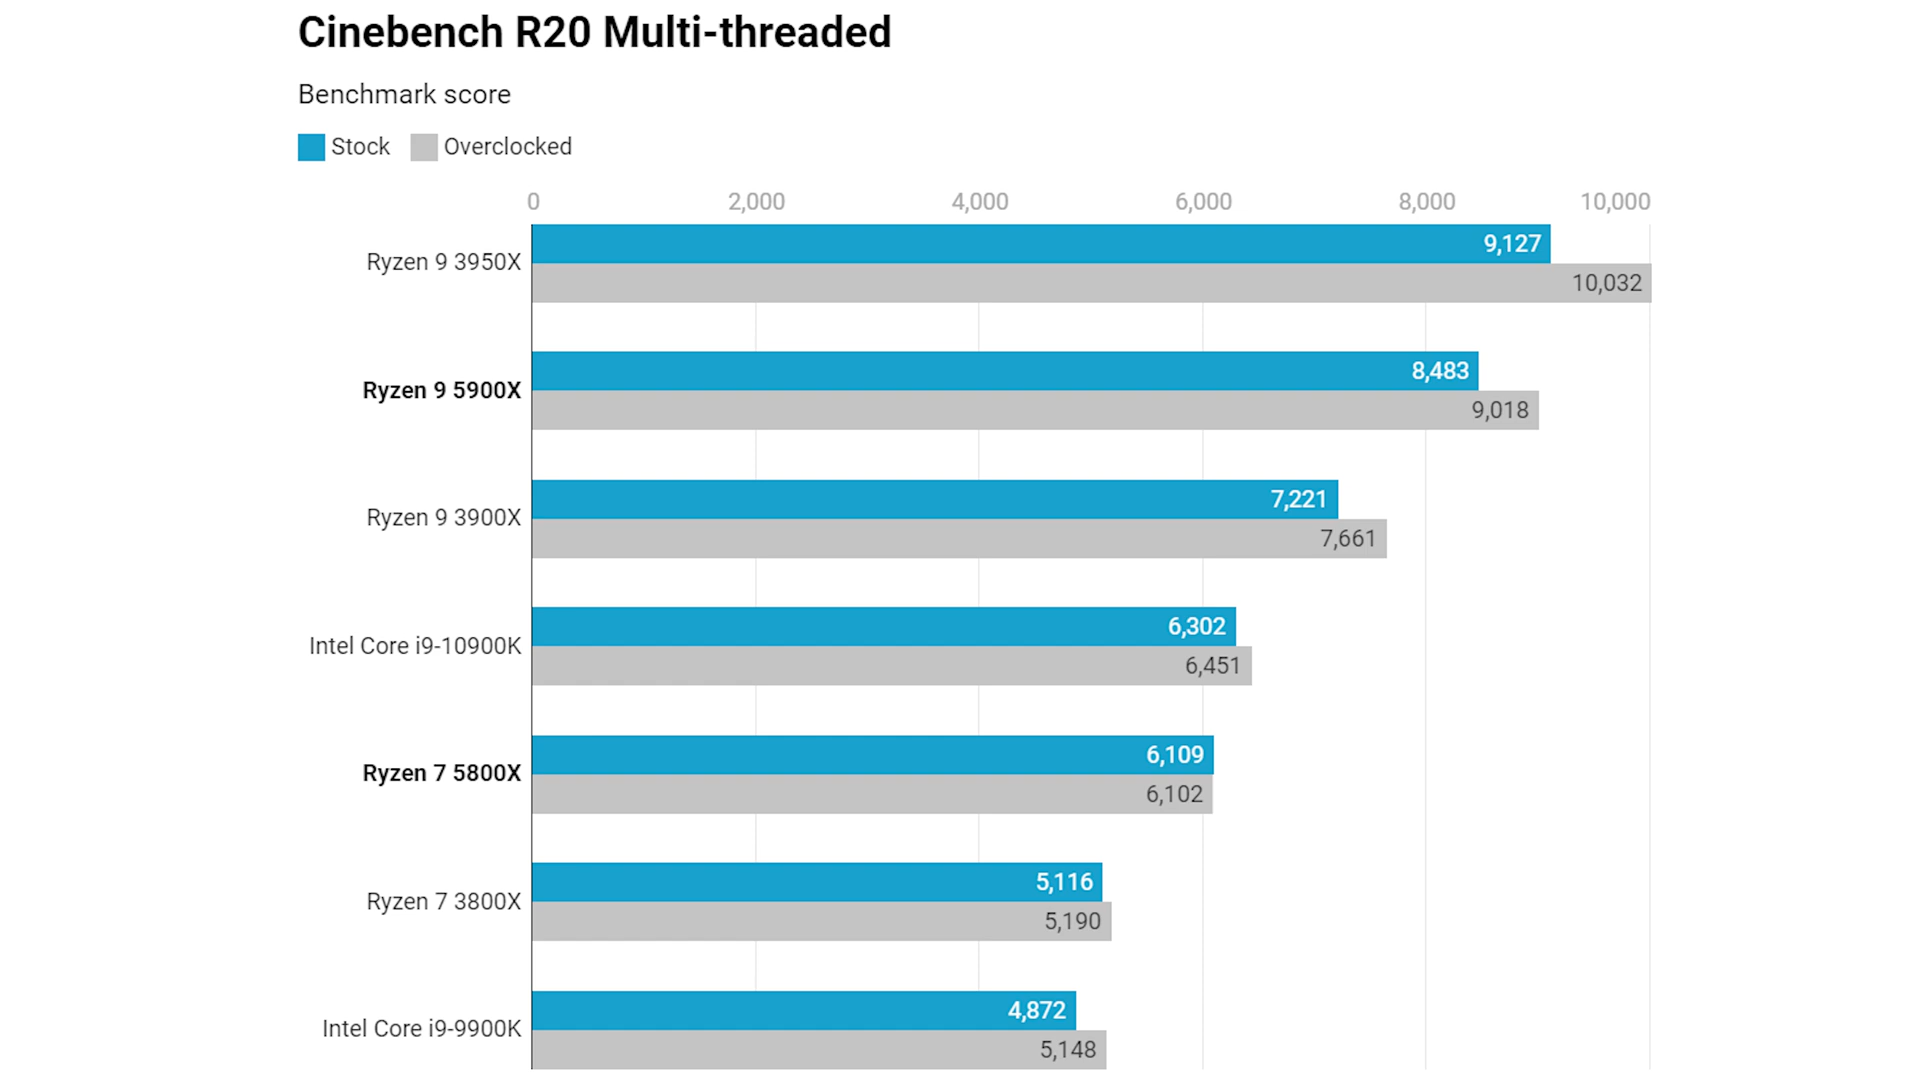 Cinebench R20 Multi-threaded
Benchmark score
Stock Overclocked
0 2,000 4,000 6,000 8,000 10,000
Ryzen 9 3950X 9,127
10,032
Ryzen 9 5900X 8,483
9,018
Ryzen 9 3900X 7,221
7,661
Intel Core i9-10900K 6,302
6,451
Ryzen 7 5800X 6,109
6,102
Ryzen 7 3800X 5,116
5,190
Intel Core i9-9900K 4,872
5,148